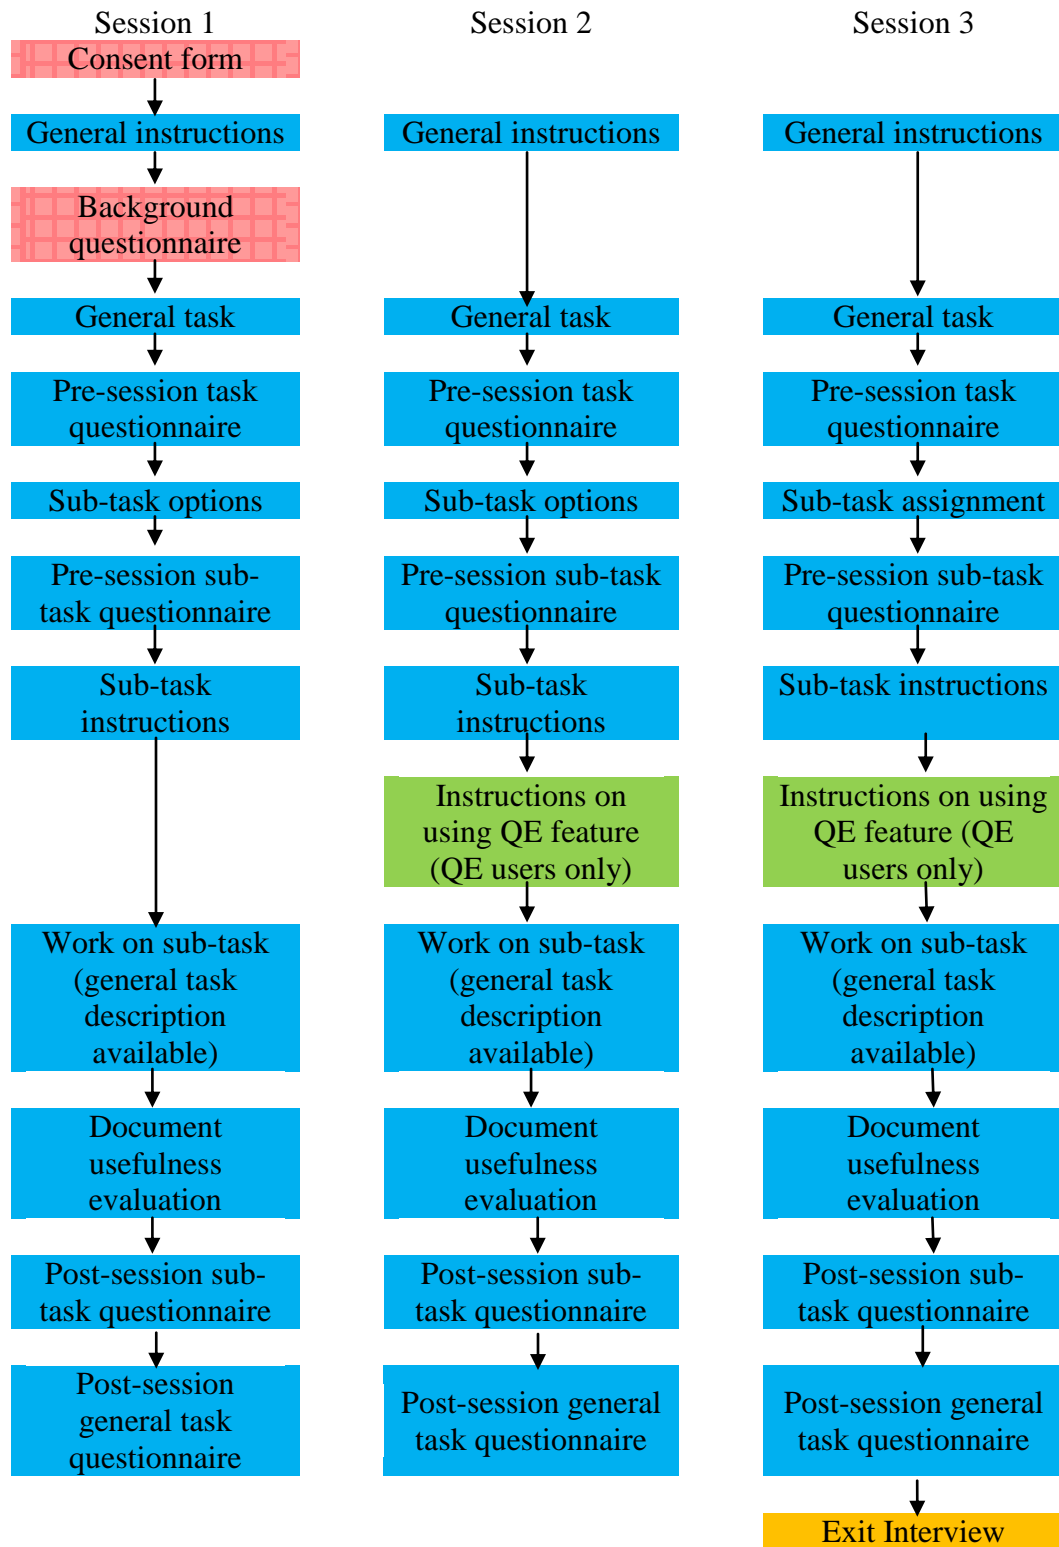 Session 1
Consent form
General instructions
Background
questionnaire
General task
Pre-session task
questionnaire
Sub-task options
Pre-session sub-
task questionnaire
Sub-task
instructions
Work on sub-task
(general task
description
available)
Document
usefulness
evaluation
Post-session sub-
task questionnaire
Post-session
general task
questionnaire
Session 2
General instructions
General task
Pre-session task
questionnaire
Sub-task options
Pre-session sub-task
questionnaire
Sub-task
instructions
Instructions on
using QE feature
(QE users only)
Work on sub-task
(general task
description
available)
Document
usefulness
evaluation
Post-session sub-
task questionnaire
Post-session general
task questionnaire
Session 3
General instructions
General task
Pre-session task
questionnaire
Sub-task assignment
Pre-session sub-task
questionnaire
Sub-task instructions
Instructions on using
QE feature (QE
users only)
Work on sub-task
(general task
description
available)
Document
usefulness
evaluation
Post-session sub-
task questionnaire
Post-session general
task questionnaire
Exit Interview